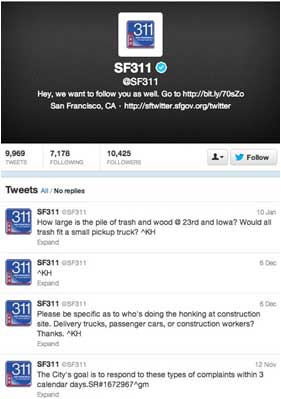 311
SF311
@SF311
Hey, we want to follow you as well. Go to http://bit.ly/70sZo
San Francisco, CA · http://sftwitter.sfgov.org/twitter
9,969 7,178 10,425
TWEETS FOLLOWING FOLLOWERS
Follow
Tweets All / No replies
311
SF311 @SF311 10 Jan
How large is the pile of trash and wood @ 23rd and Iowa? Would all
trash fit a small pickup truck? ^KH
Expand
311
SF311 @SF311 6 Dec
^KH
Expand
311
SF311 @SF311 6 Dec
Please be specific as to who's doing the honking at construction
site. Delivery trucks, passenger cars, or construction workers?
Thanks. ^KH
Expand
311
SF311 @SF311 12 Nov
The City's goal is to respond to these types of complaints within 3
calendar days.SR#1672967^gm
Expand